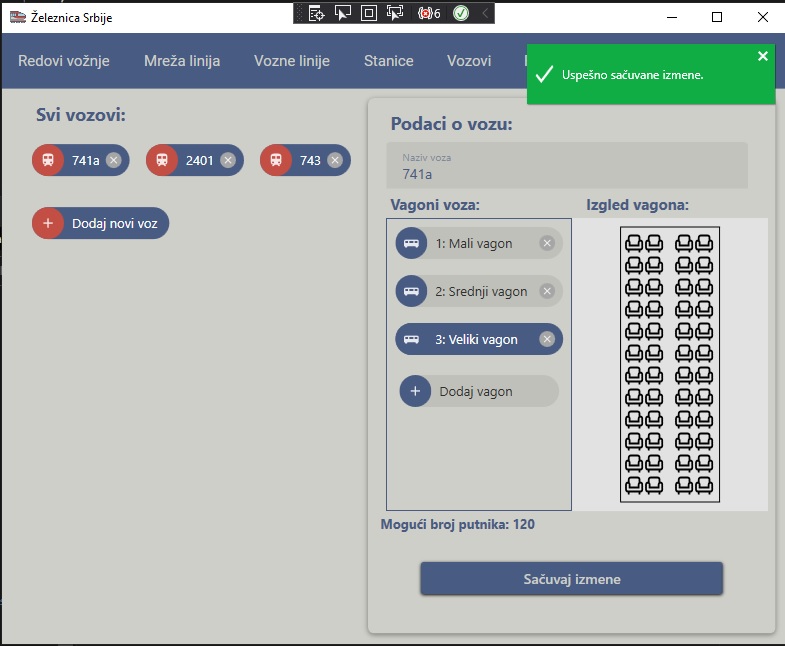 Železnica Srbije
6
Redovi vožnje Mreža linija Vozne linije Stanice Vozovi
Uspešno sačuvane izmene.
Svi vozovi:
741a 2401 743
Dodaj novi voz
Podaci o vozu:
Naziv voza
741a
Vagoni voza: Izgled vagona:
1: Mali vagon
2: Srednji vagon
3: Veliki vagon
Dodaj vagon
Mogući broj putnika: 120
Sačuvaj izmene